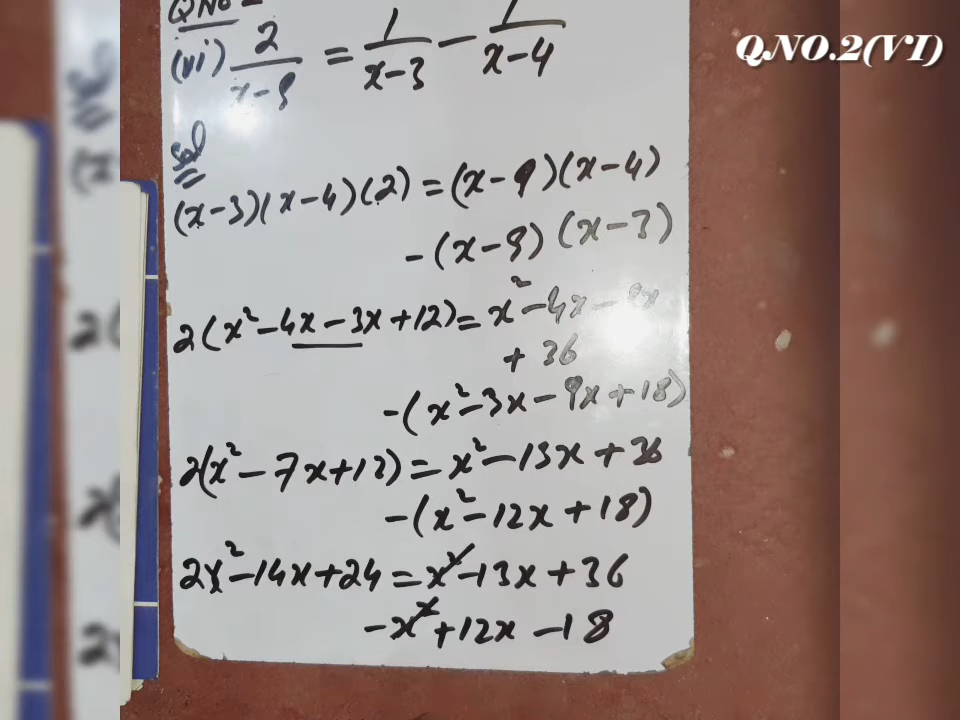 QNO.2(VI)
QNo
(vi) 2/(x-9) = 1/(x-3) - 1/(x-4)
Sol
(x-3)(x-4)(2) = (x-9)(x-4)
-(x-9)(x-3)
2(x²-4x-3x+12) = x²-4x-9x
+ 36
-(x²-3x-9x+18)
2(x²-7x+12) = x²-13x+36
-(x²-12x+18)
2x²-14x+24 = x²-13x+36
-x²+12x-18